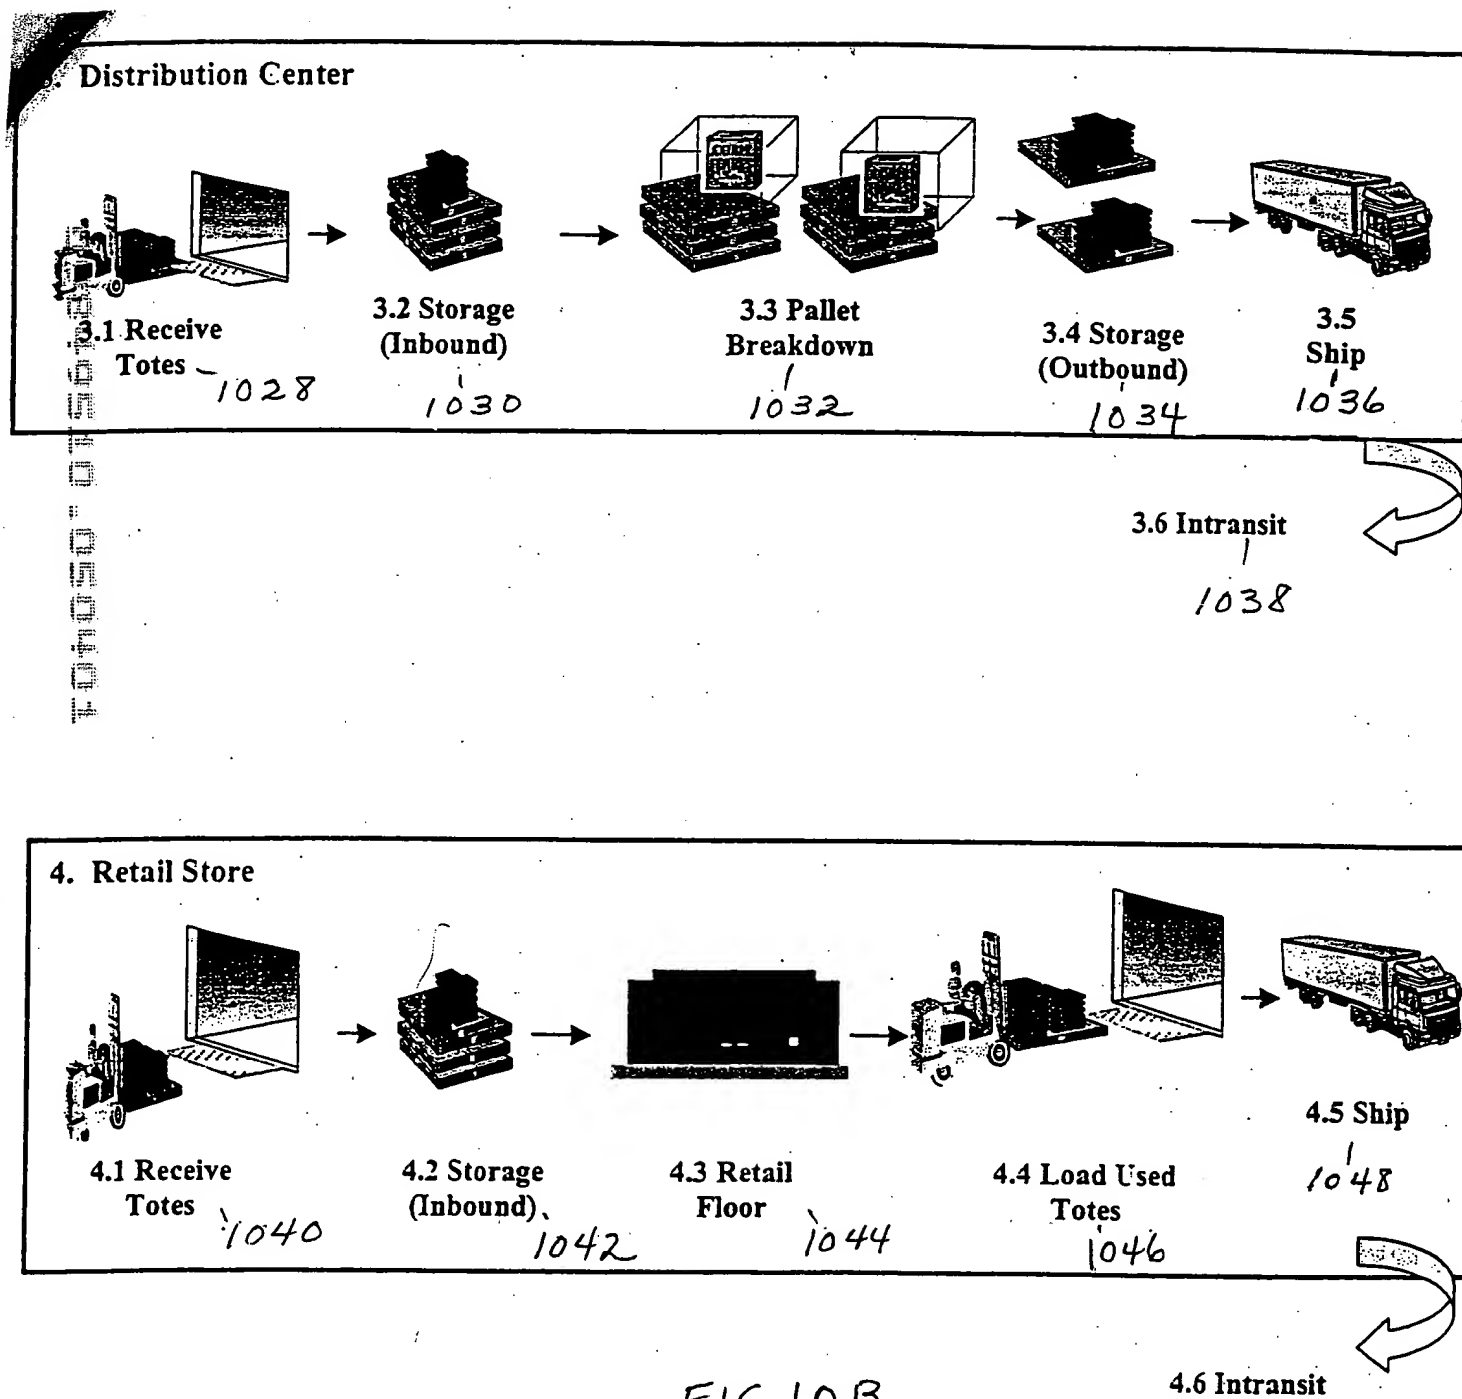 . Distribution Center
3.1 Receive
Totes
1028
3.2 Storage
(Inbound)
1030
3.3 Pallet
Breakdown
1032
3.4 Storage
(Outbound)
1034
3.5
Ship
1036
3.6 Intransit
1038
4. Retail Store
4.1 Receive
Totes
1040
4.2 Storage
(Inbound)
1042
4.3 Retail
Floor
1044
4.4 Load Used
Totes
1046
4.5 Ship
1048
4.6 Intransit
FIG 10B